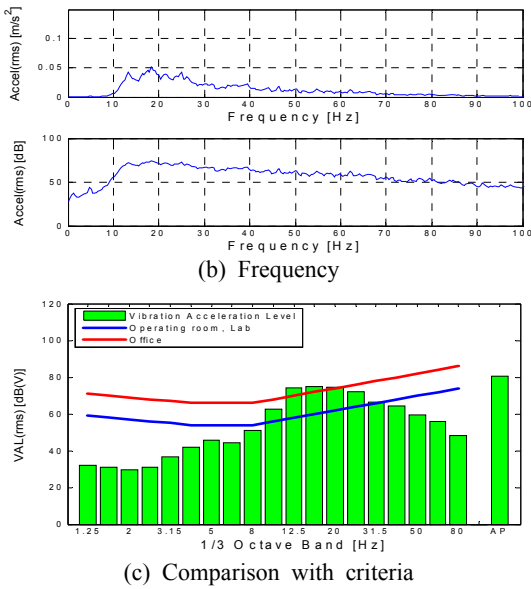 Accel(rms) [m/s²]
0.1
0.05
0
0 10 20 30 40 50 60 70 80 90 100
Frequency [Hz]
Accel(rms) [dB]
100
50
0
0 10 20 30 40 50 60 70 80 90 100
Frequency [Hz]
(b) Frequency
VAL(rms) [dB(V)]
120
100
80
60
40
20
0
Vibration Acceleration Level
Operating room, Lab
Office
1.25 2 3.15 5 8 12.5 20 31.5 50 80 AP
1/3 Octave Band [Hz]
(c) Comparison with criteria